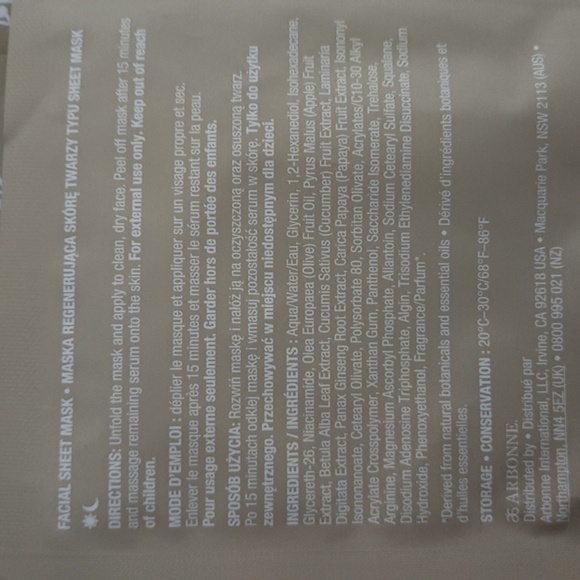 FACIAL SHEET MASK • MASKA REGENERUJĄCA SKÓRĘ TWARZY TYPU SHEET MASK
DIRECTIONS: Unfold the mask and apply to clean, dry face. Peel off mask after 15 minutes
and massage remaining serum onto the skin. For external use only. Keep out of reach
of children.
MODE D'EMPLOI : déplier le masque et appliquer sur un visage propre et sec.
Enlever le masque après 15 minutes et masser le sérum restant sur la peau.
Pour usage externe seulement. Garder hors de portée des enfants.
SPOSÓB UŻYCIA: Rozwiń maskę i nałóż ją na oczyszczoną oraz osuszoną twarz.
Po 15 minutach odklej maskę i wmasuj pozostałość serum w skórę. Tylko do użytku
zewnętrznego. Przechowywać w miejscu niedostępnym dla dzieci.
INGREDIENTS / INGRÉDIENTS : Aqua/Water/Eau, Glycerin, 1,2-Hexanediol, Isohexadecane,
Glycereth-26, Niacinamide, Olea Europaea (Olive) Fruit Oil, Pyrus Malus (Apple) Fruit
Extract, Betula Alba Leaf Extract, Cucumis Sativus (Cucumber) Fruit Extract, Laminaria
Digitata Extract, Panax Ginseng Root Extract, Carica Papaya (Papaya) Fruit Extract, Isononyl
Isononanoate, Cetearyl Olivate, Polysorbate 80, Sorbitan Olivate, Acrylates/C10-30 Alkyl
Acrylate Crosspolymer, Xanthan Gum, Panthenol, Saccharide Isomerate, Trehalose,
Arginine, Magnesium Ascorbyl Phosphate, Allantoin, Sodium Cetearyl Sulfate, Squalane,
Disodium Adenosine Triphosphate, Algin, Trisodium Ethylenediamine Disuccinate, Sodium
Hydroxide, Phenoxyethanol, Fragrance/Parfum*.
*Derived from natural botanicals and essential oils • Dérivé d'ingrédients botaniques et
d'huiles essentielles.
STORAGE • CONSERVATION : 20°C–30°C/68°F–86°F
ARBONNE
Distributed by • Distribué par
Arbonne International, LLC, Irvine, CA 92618 USA • Macquarie Park, NSW 2113 (AUS) •
Northampton, NN4 5EZ (UK) • 0800 995 021 (NZ)